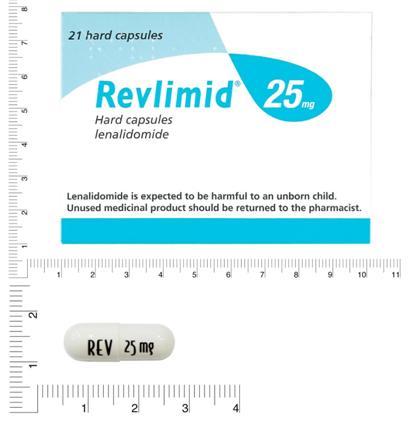 21 hard capsules
Revlimid® 25 mg
Hard capsules
lenalidomide
Lenalidomide is expected to be harmful to an unborn child.
Unused medicinal product should be returned to the pharmacist.
8
7
6
5
4
3
2
1
1 2 3 4 5 6 7 8 9 10 11
2
1
REV 25 mg
1 2 3 4